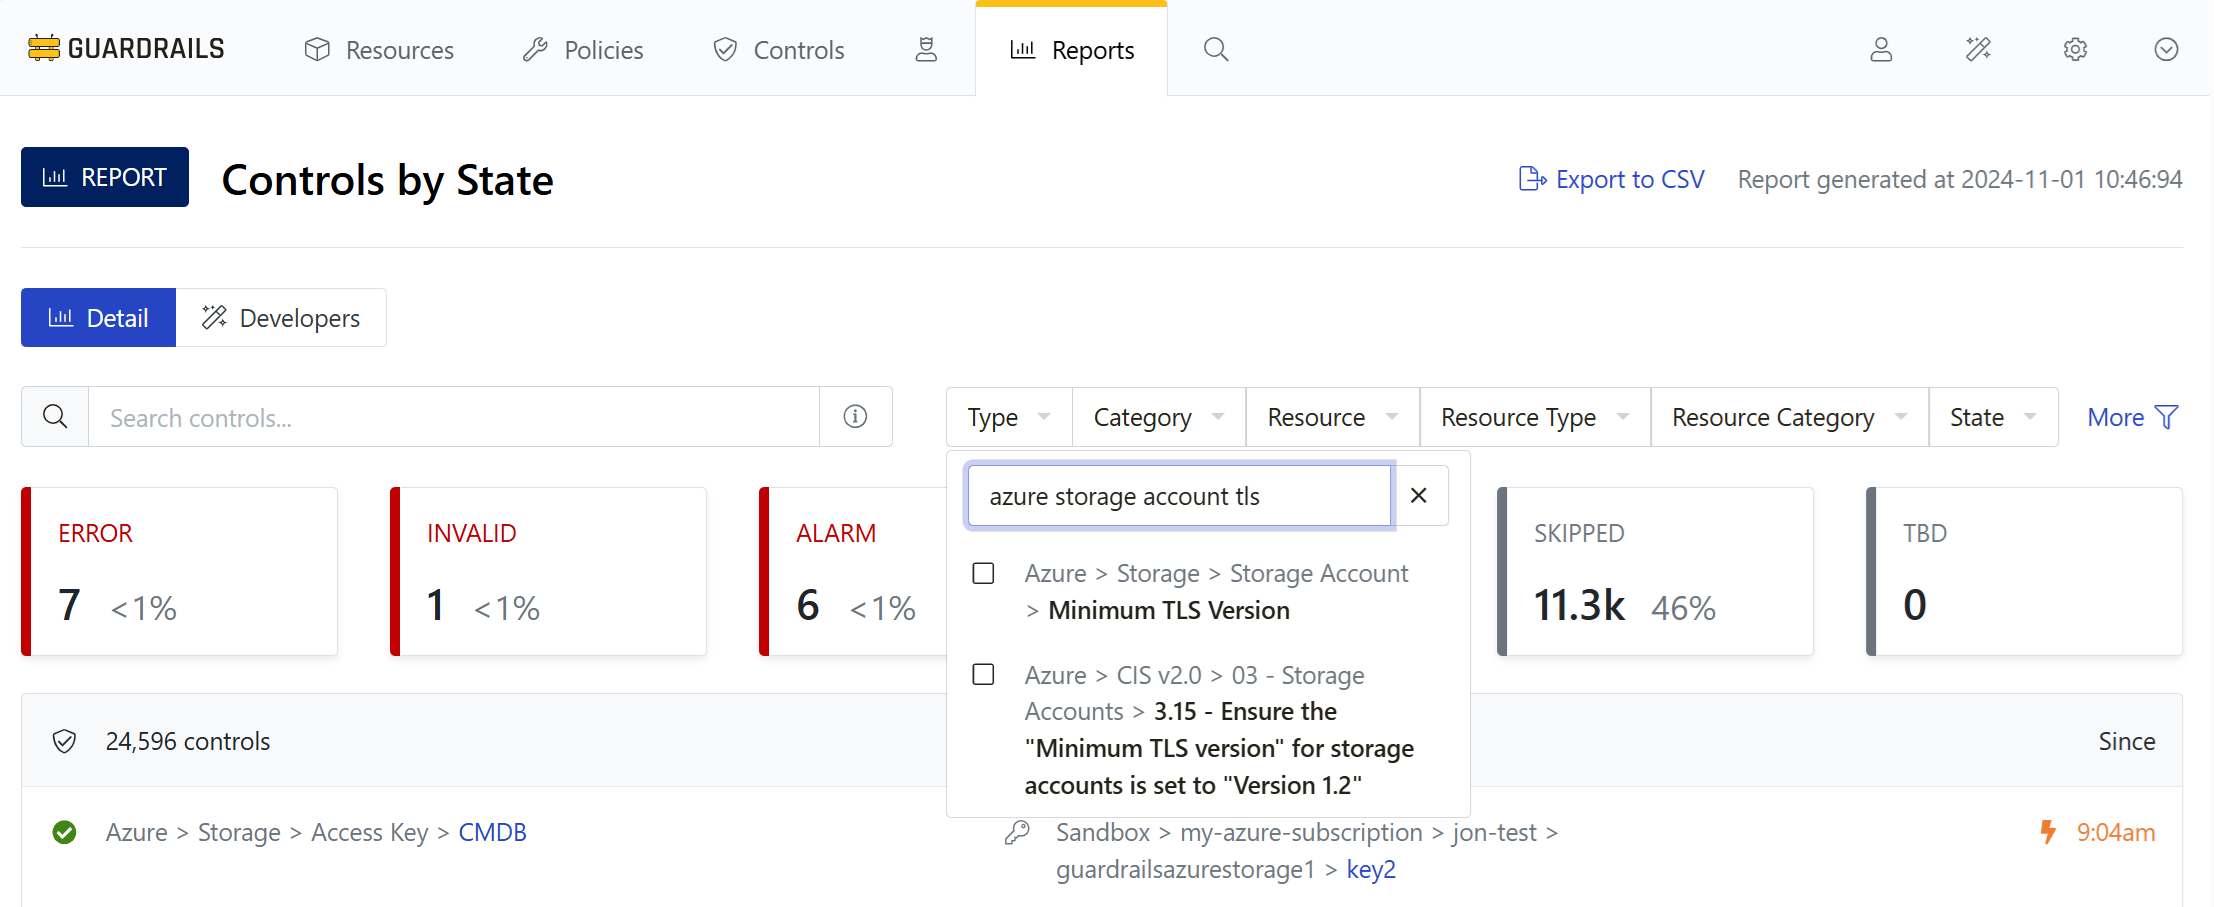 GUARDRAILS
Resources
Policies
Controls
Reports
REPORT
Controls by State
Export to CSV
Report generated at 2024-11-01 10:46:94
Detail
Developers
Search controls...
Type
Category
Resource
Resource Type
Resource Category
State
More
azure storage account tls
Azure > Storage > Storage Account
> Minimum TLS Version
Azure > CIS v2.0 > 03 - Storage
Accounts > 3.15 - Ensure the
"Minimum TLS version" for storage
accounts is set to "Version 1.2"
ERROR
7 <1%
INVALID
1 <1%
ALARM
6 <1%
SKIPPED
11.3k 46%
TBD
0
24,596 controls
Since
Azure > Storage > Access Key > CMDB
Sandbox > my-azure-subscription > jon-test >
guardrailsazurestorage1 > key2
9:04am